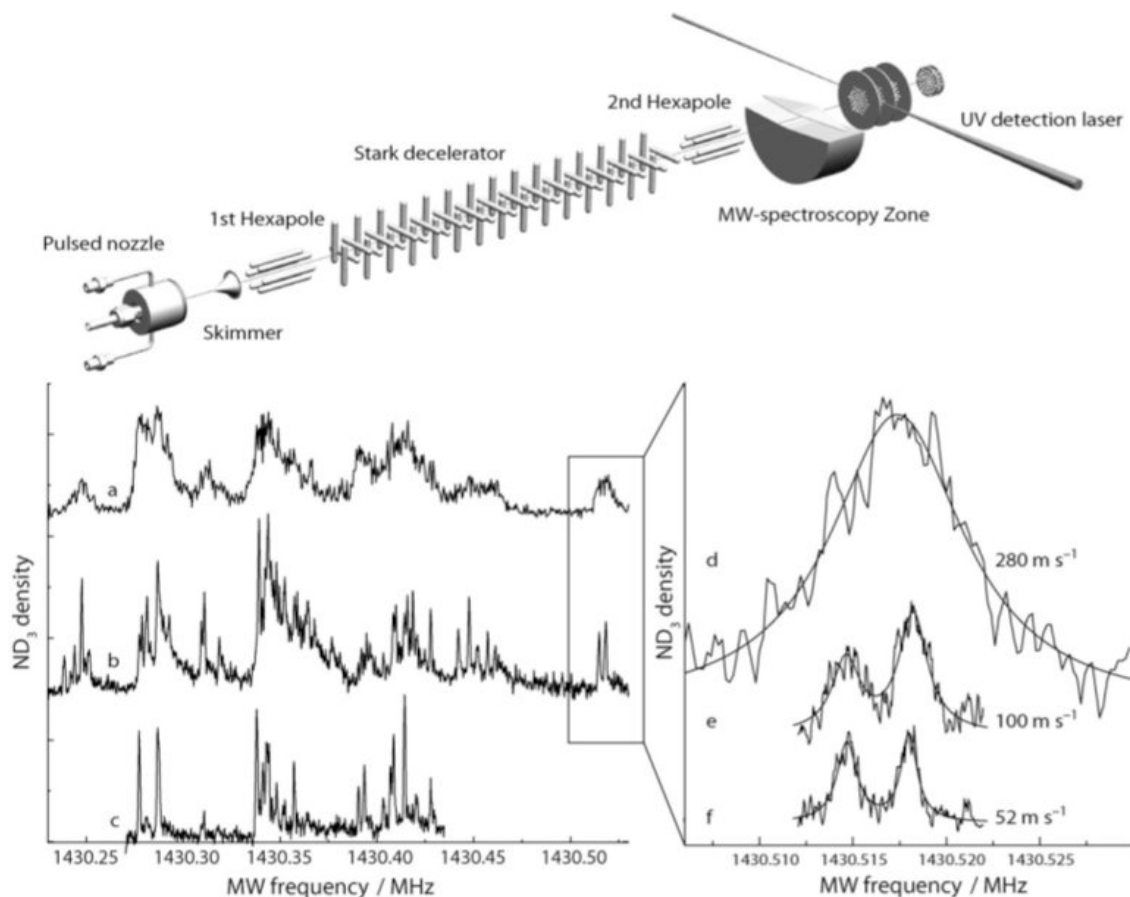 UV detection laser
2nd Hexapole
Stark decelerator
MW-spectroscopy Zone
1st Hexapole
Pulsed nozzle
Skimmer
ND₃ density
a
b
c
1430.25 1430.30 1430.35 1430.40 1430.45 1430.50
MW frequency / MHz
ND₃ density
d
280 m s⁻¹
e
100 m s⁻¹
f
52 m s⁻¹
1430.510 1430.515 1430.520 1430.525
MW frequency / MHz